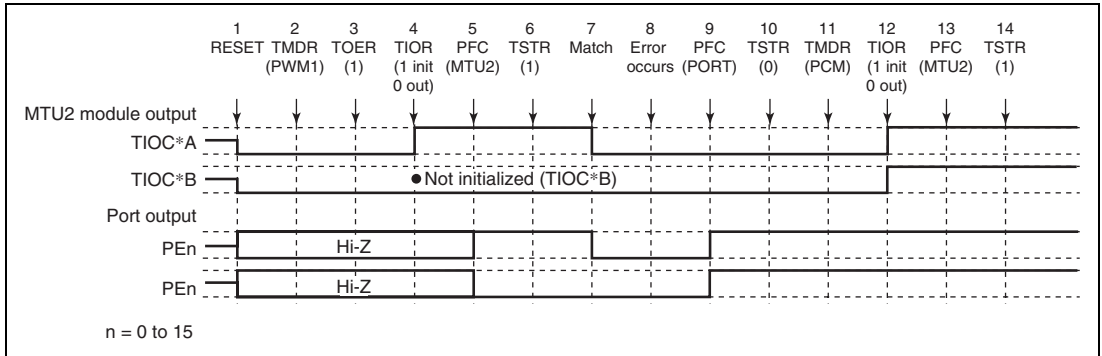 1 2 3 4 5 6 7 8 9 10 11 12 13 14
RESET TMDR TOER TIOR PFC TSTR Match Error PFC TSTR TMDR TIOR PFC TSTR
(PWM1) (1) (1 init (MTU2) (1) occurs (PORT) (0) (PCM) (1 init (MTU2) (1)
0 out) 0 out)
MTU2 module output
TIOC*A
TIOC*B
●Not initialized (TIOC*B)
Port output
PEn
Hi-Z
PEn
Hi-Z
n = 0 to 15